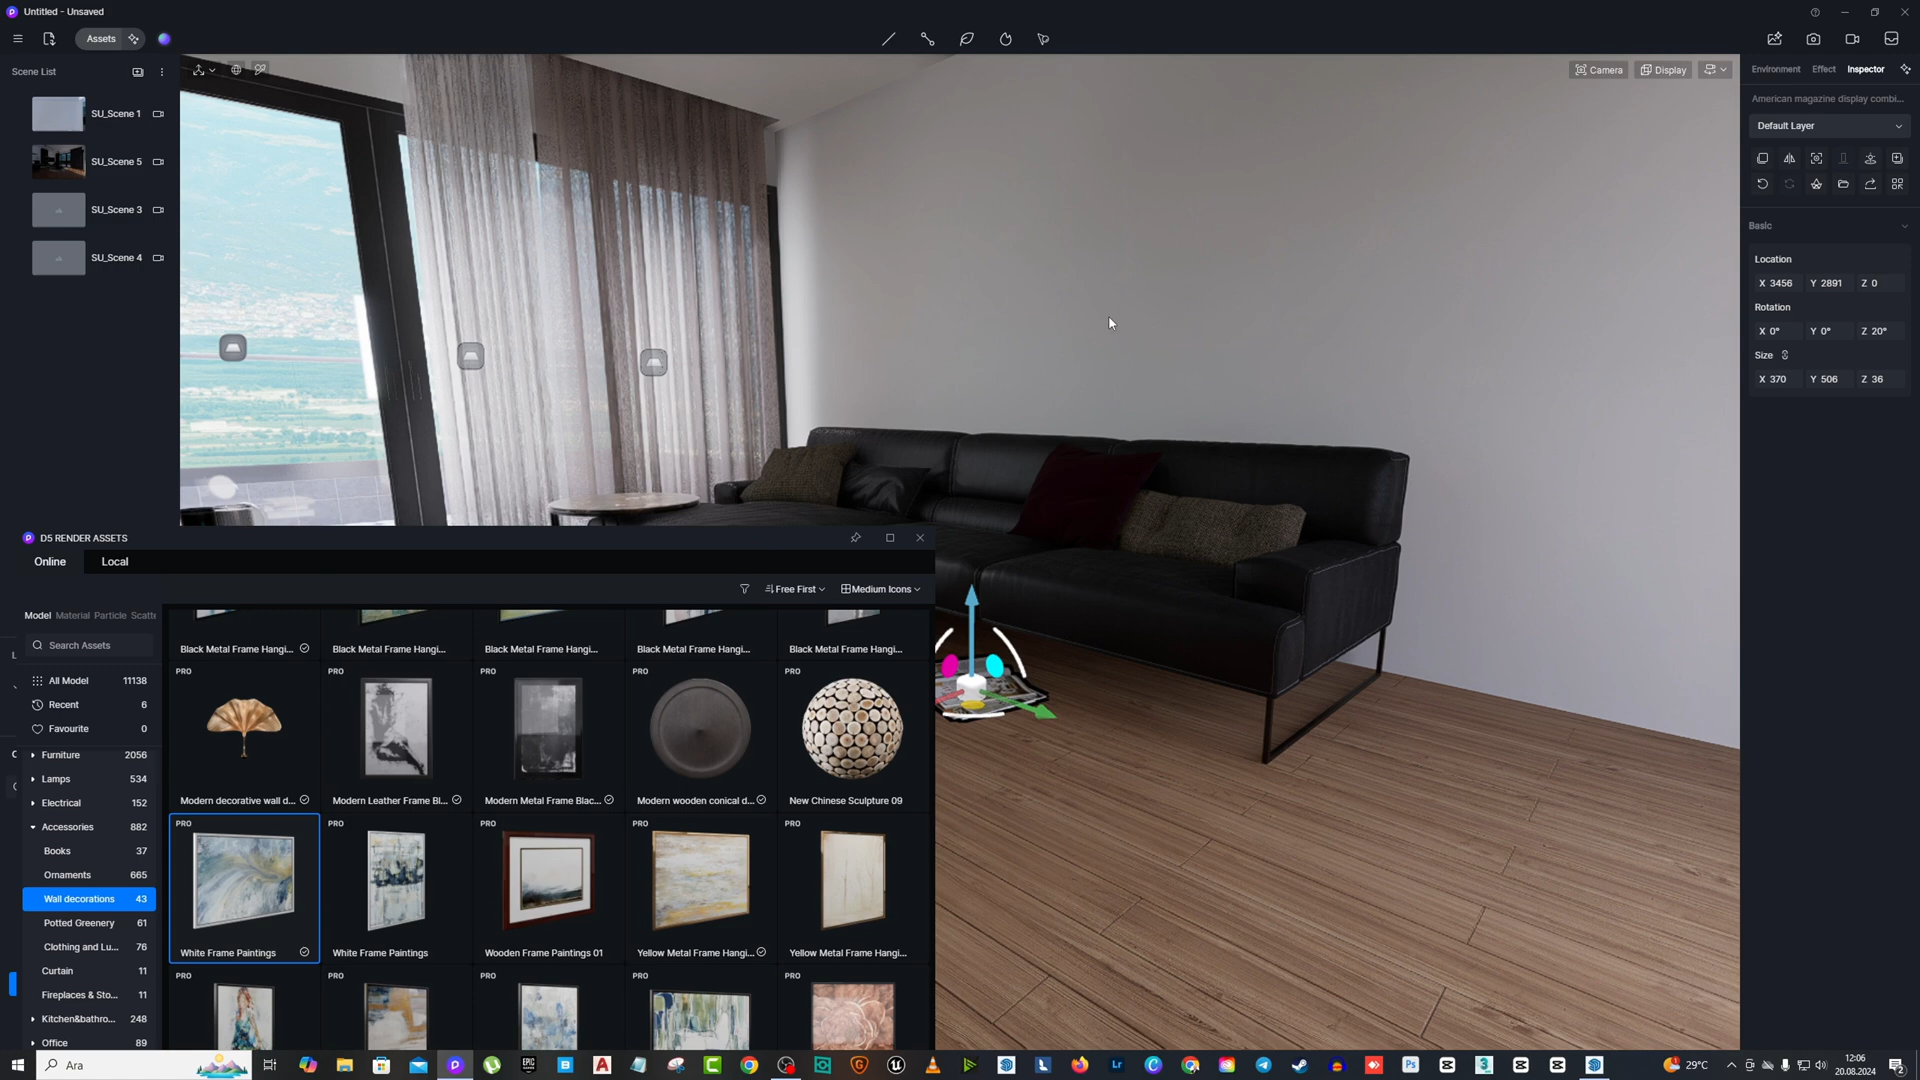 Untitled - Unsaved
Assets
Scene List
SU_Scene 1
SU_Scene 5
SU_Scene 3
SU_Scene 4
Camera
Display
Environment Effect Inspector
American magazine display combi...
Default Layer
Basic
Location
X 3456 Y 2891 Z 0
Rotation
X 0° Y 0° Z 20°
Size
X 370 Y 506 Z 36
D5 RENDER ASSETS
Online Local
Free First Medium Icons
Model Material Particle Scatte
Search Assets
All Model 11138
Recent 6
Favourite 0
Furniture 2056
Lamps 534
Electrical 152
Accessories 882
Books 37
Ornaments 665
Wall decorations 43
Potted Greenery 61
Clothing and Lu... 76
Curtain 11
Fireplaces & Sto... 11
Kitchen&bathro... 248
Office 89
Black Metal Frame Hangi... Black Metal Frame Hangi... Black Metal Frame Hangi... Black Metal Frame Hangi... Black Metal Frame Hangi...
PRO PRO PRO PRO PRO
Modern decorative wall d... Modern Leather Frame Bl... Modern Metal Frame Blac... Modern wooden conical d... New Chinese Sculpture 09
PRO PRO PRO PRO PRO
White Frame Paintings White Frame Paintings Wooden Frame Paintings 01 Yellow Metal Frame Hangi... Yellow Metal Frame Hangi...
PRO PRO PRO PRO PRO
Ara
29°C
12:06
20.08.2024